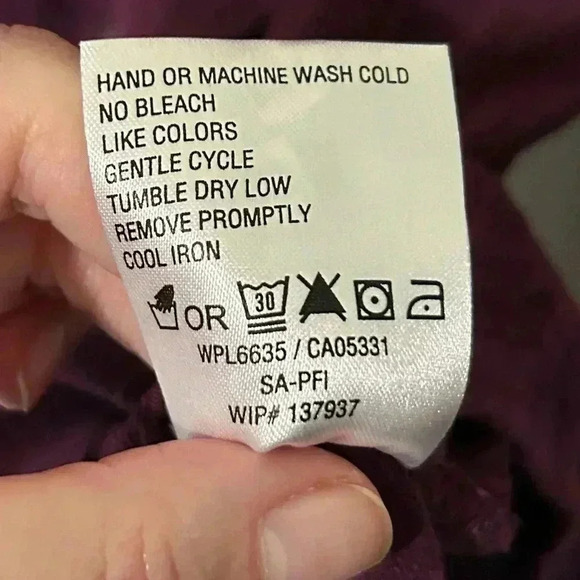 HAND OR MACHINE WASH COLD
NO BLEACH
LIKE COLORS
GENTLE CYCLE
TUMBLE DRY LOW
REMOVE PROMPTLY
COOL IRON
OR 30
WPL6635 / CA05331
SA-PFI
WIP# 137937